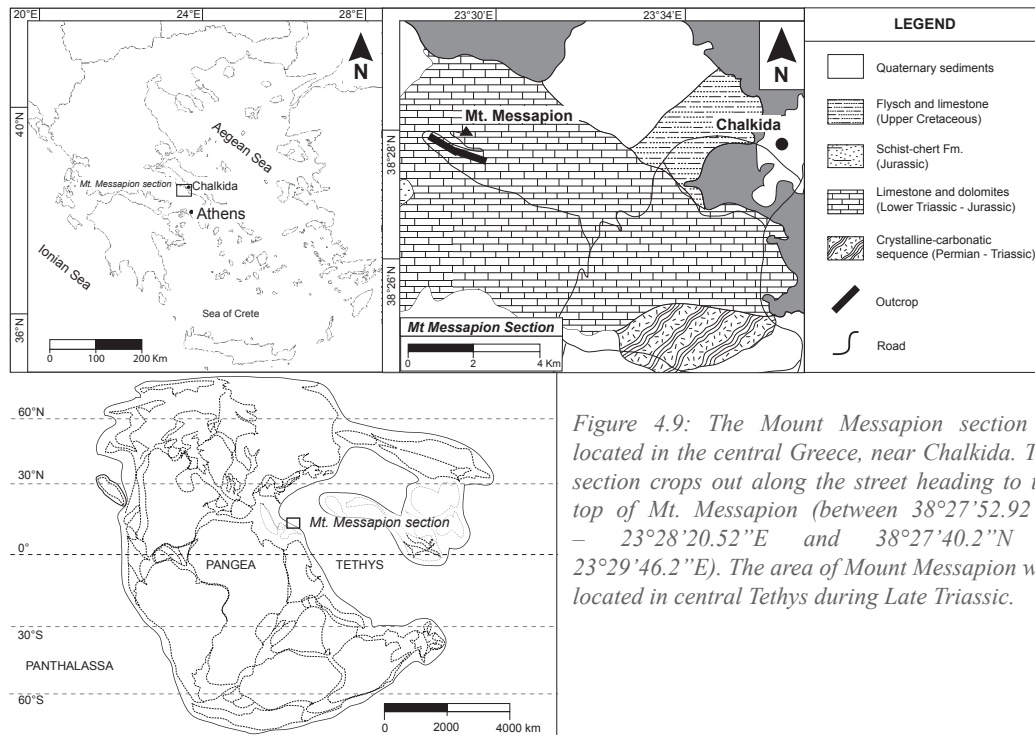 20°E 24°E 28°E
40°N
36°N
N
Aegean Sea
Mt. Messapion section
Chalkida
Athens
Ionian Sea
Sea of Crete
0 100 200 Km
23°30'E 23°34'E
38°28'N
38°26'N
N
Mt. Messapion
Chalkida
Mt Messapion Section
0 2 4 Km
LEGEND
Quaternary sediments
Flysch and limestone
(Upper Cretaceous)
Schist-chert Fm.
(Jurassic)
Limestone and dolomites
(Lower Triassic - Jurassic)
Crystalline-carbonatic
sequence (Permian - Triassic)
Outcrop
Road
60°N
30°N
Mt. Messapion section
0°
PANGEA TETHYS
30°S
PANTHALASSA
60°S
0 2000 4000 km
Figure 4.9: The Mount Messapion section
located in the central Greece, near Chalkida. T
section crops out along the street heading to t
top of Mt. Messapion (between 38°27’52.92
– 23°28’20.52”E and 38°27’40.2”N
23°29’46.2”E). The area of Mount Messapion w
located in central Tethys during Late Triassic.